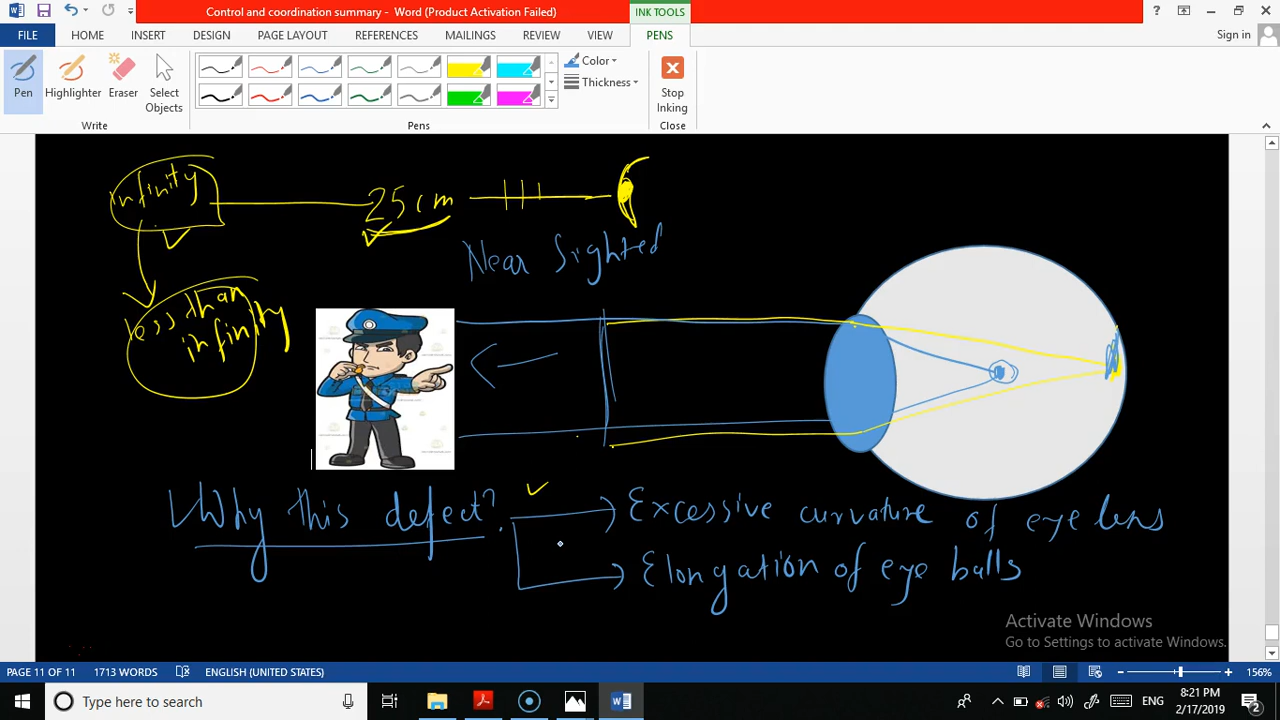 Control and coordination summary - Word (Product Activation Failed)
INK TOOLS
FILE HOME INSERT DESIGN PAGE LAYOUT REFERENCES MAILINGS REVIEW VIEW PENS Sign in
Pen Highlighter Eraser Select Objects Color Thickness Stop Inking
Write Pens Close
infinity 25cm
Near Sighted
less than infinity
Why this defect? Excessive curvature of eye lens
Elongation of eye balls
Activate Windows
Go to Settings to activate Windows.
PAGE 11 OF 11 1713 WORDS ENGLISH (UNITED STATES) 156%
Type here to search ENG 8:21 PM
2/17/2019 2